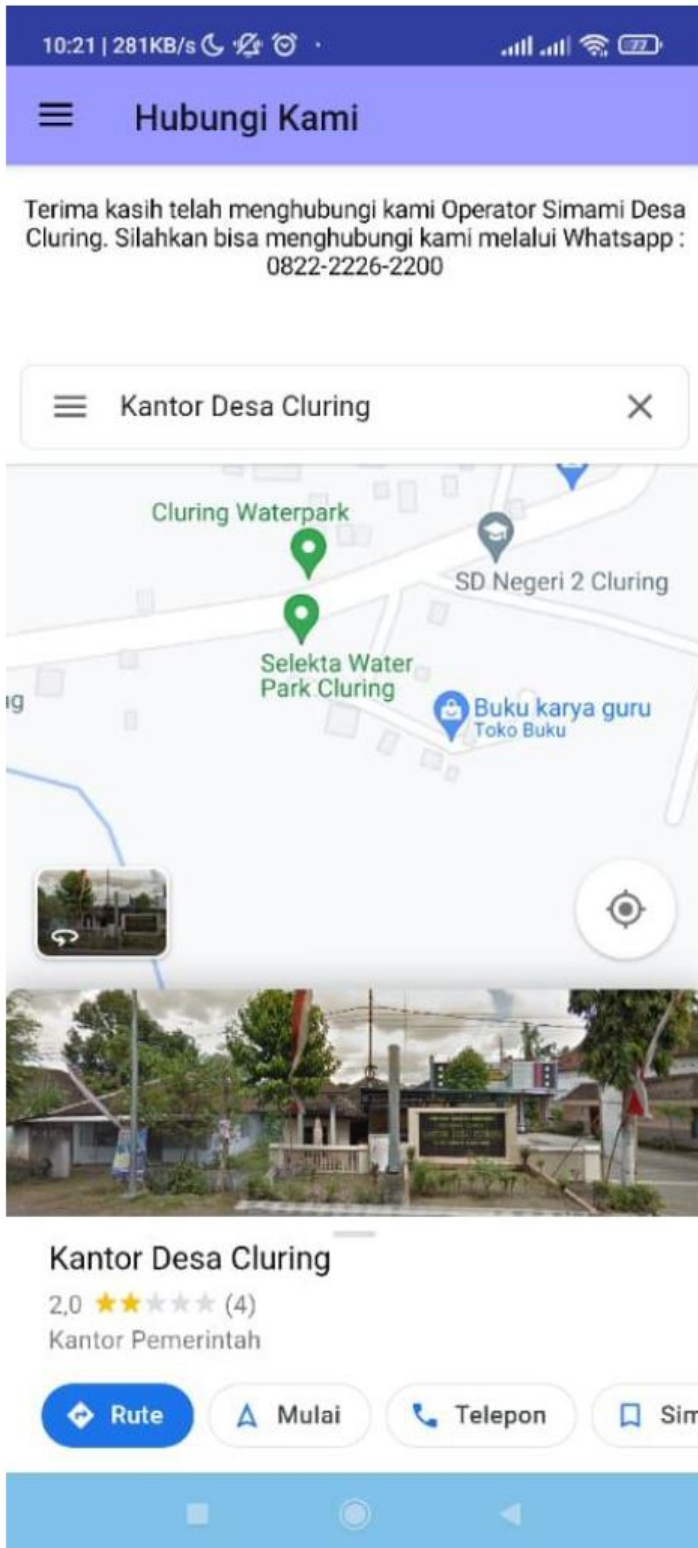 10:21 | 281KB/s
77
Hubungi Kami
Terima kasih telah menghubungi kami Operator Simami Desa
Cluring. Silahkan bisa menghubungi kami melalui Whatsapp :
0822-2226-2200
Kantor Desa Cluring
Cluring Waterpark
SD Negeri 2 Cluring
Selekta Water
Park Cluring
ng
Buku karya guru
Toko Buku
Kantor Desa Cluring
2,0 (4)
Kantor Pemerintah
Rute
Mulai
Telepon
Sim